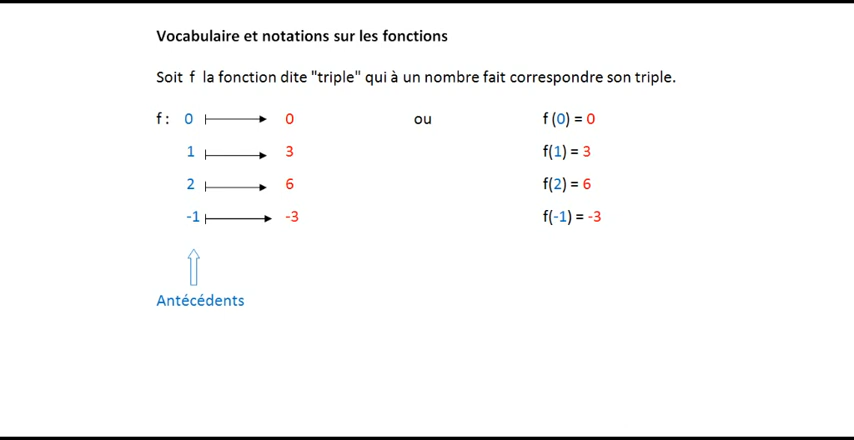 Vocabulaire et notations sur les fonctions
Soit f la fonction dite "triple" qui à un nombre fait correspondre son triple.
f : 0 ⟼ 0 ou f (0) = 0
1 ⟼ 3 f(1) = 3
2 ⟼ 6 f(2) = 6
-1 ⟼ -3 f(-1) = -3
Antécédents